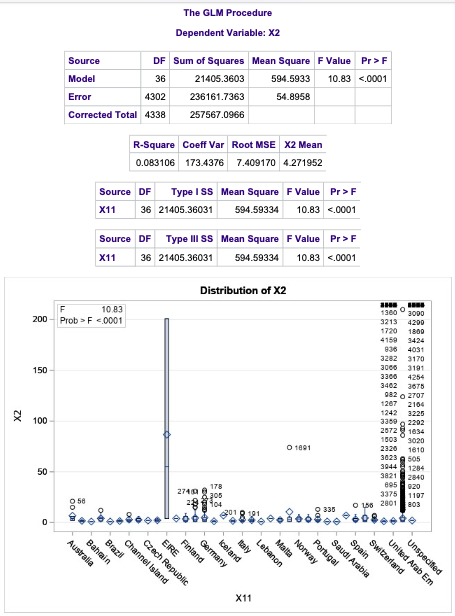 The GLM Procedure
Dependent Variable: X2
Source DF Sum of Squares Mean Square F Value Pr > F
Model 36 21405.3603 594.5933 10.83 <.0001
Error 4302 236161.7363 54.8958
Corrected Total 4338 257567.0966
R-Square Coeff Var Root MSE X2 Mean
0.083106 173.4376 7.409170 4.271952
Source DF Type I SS Mean Square F Value Pr > F
X11 36 21405.36031 594.59334 10.83 <.0001
Source DF Type III SS Mean Square F Value Pr > F
X11 36 21405.36031 594.59334 10.83 <.0001
Distribution of X2
F 10.83
Prob > F <.0001
1360 3090
3213 4299
1720 1869
4159 3424
936 4031
3282 3170
3066 3191
3366 4254
3462 3675
982 2707
1267 2164
1242 3225
3359 2292
2572 1634
1503 3020
2326 1610
3623 505
3944 1284
3821 2840
895 920
3375 1197
2801 803
200
150
100
50
0
X2
56
1691
178
305
104
201
191
336
156
Australia
Bahrain
Brazil
Channel Island
Czech Republic
EIRE
Finland
Germany
Iceland
Italy
Lebanon
Malta
Norway
Portugal
Saudi Arabia
Spain
Switzerland
United Arab Em
Unspecified
X11